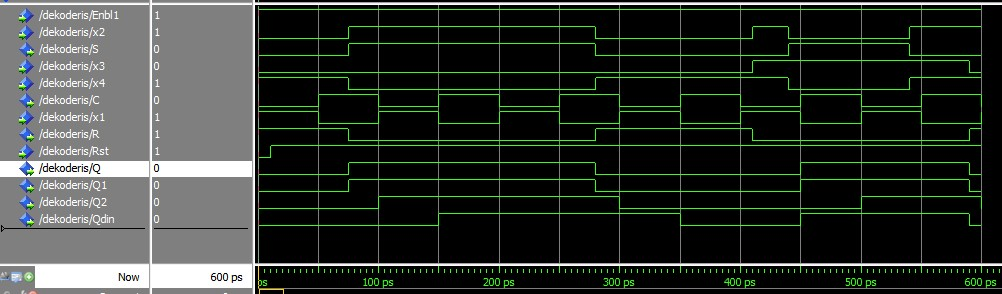 /dekoderis/Enbl1 1
/dekoderis/x2 1
/dekoderis/S 0
/dekoderis/x3 0
/dekoderis/x4 1
/dekoderis/C 0
/dekoderis/x1 1
/dekoderis/R 1
/dekoderis/Rst 1
/dekoderis/Q 0
/dekoderis/Q1 0
/dekoderis/Q2 0
/dekoderis/Qdin 0
Now 600 ps ps 100 ps 200 ps 300 ps 400 ps 500 ps 600 ps